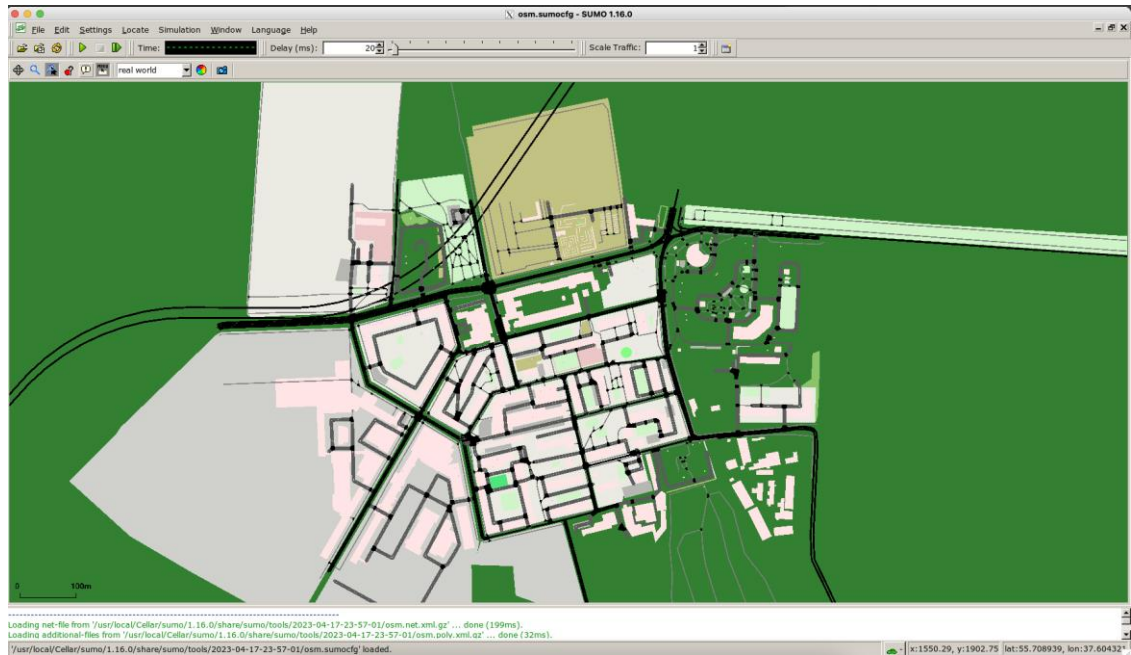 osm.sumocfg - SUMO 1.16.0
File Edit Settings Locate Simulation Window Language Help
Time: Delay (ms): 20 Scale Traffic: 1
real world
0 100m
Loading net-file from '/usr/local/Cellar/sumo/1.16.0/share/sumo/tools/2023-04-17-23-57-01/osm.net.xml.gz' ... done (199ms).
Loading additional-files from '/usr/local/Cellar/sumo/1.16.0/share/sumo/tools/2023-04-17-23-57-01/osm.poly.xml.gz' ... done (32ms).
'/usr/local/Cellar/sumo/1.16.0/share/sumo/tools/2023-04-17-23-57-01/osm.sumocfg' loaded. x:1550.29, y:1902.75 lat:55.708939, lon:37.60432